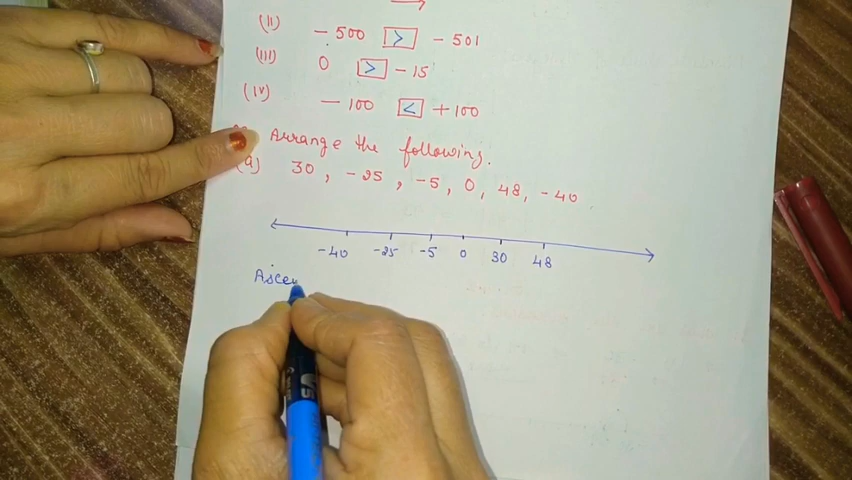 (ii) - 500 > - 501
(iii) 0 > - 15
(iv) - 100 < + 100
Arrange the following.
(a) 30 , - 25 , - 5 , 0 , 48 , - 40
- 40 - 25 - 5 0 30 48
Ascen